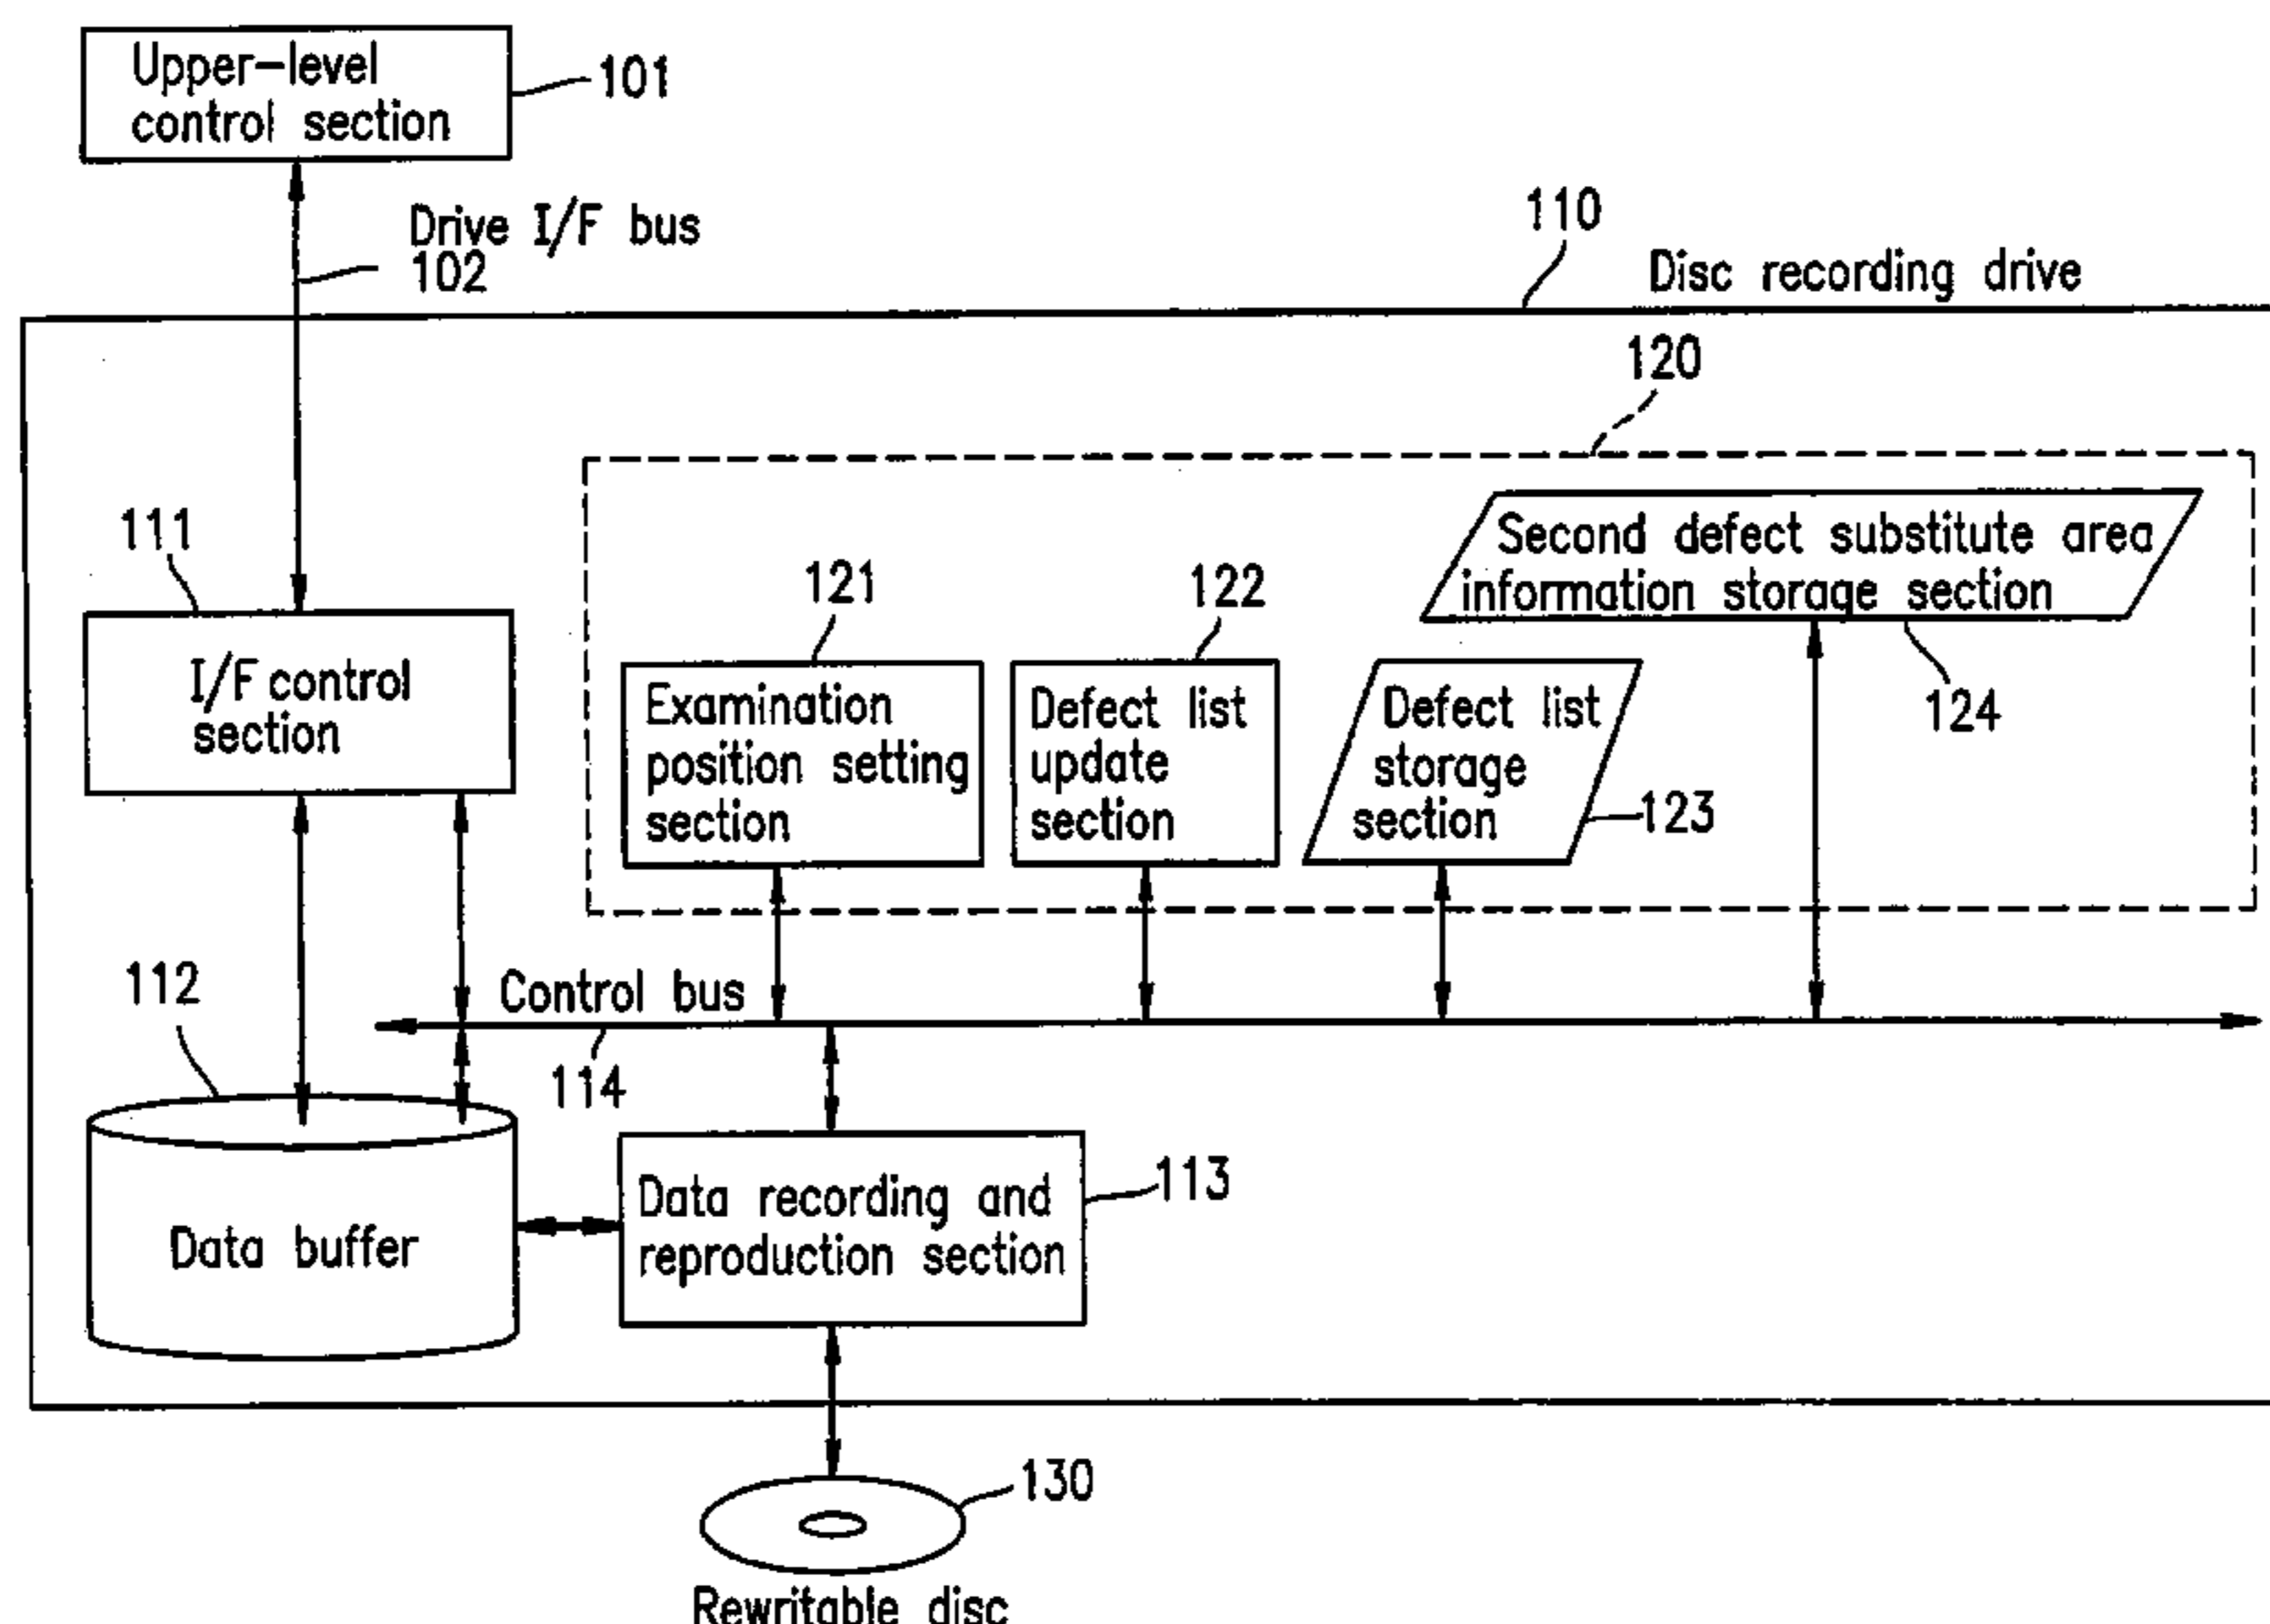 Upper-level
control section
101
Drive I/F bus
102
110
Disc recording drive
120
111
I/F control
section
121
Examination
position setting
section
122
Defect list
update
section
Defect list
storage
section
123
Second defect substitute area
information storage section
124
112
Control bus
114
Data buffer
Data recording and
reproduction section
113
130
Rewritable disc